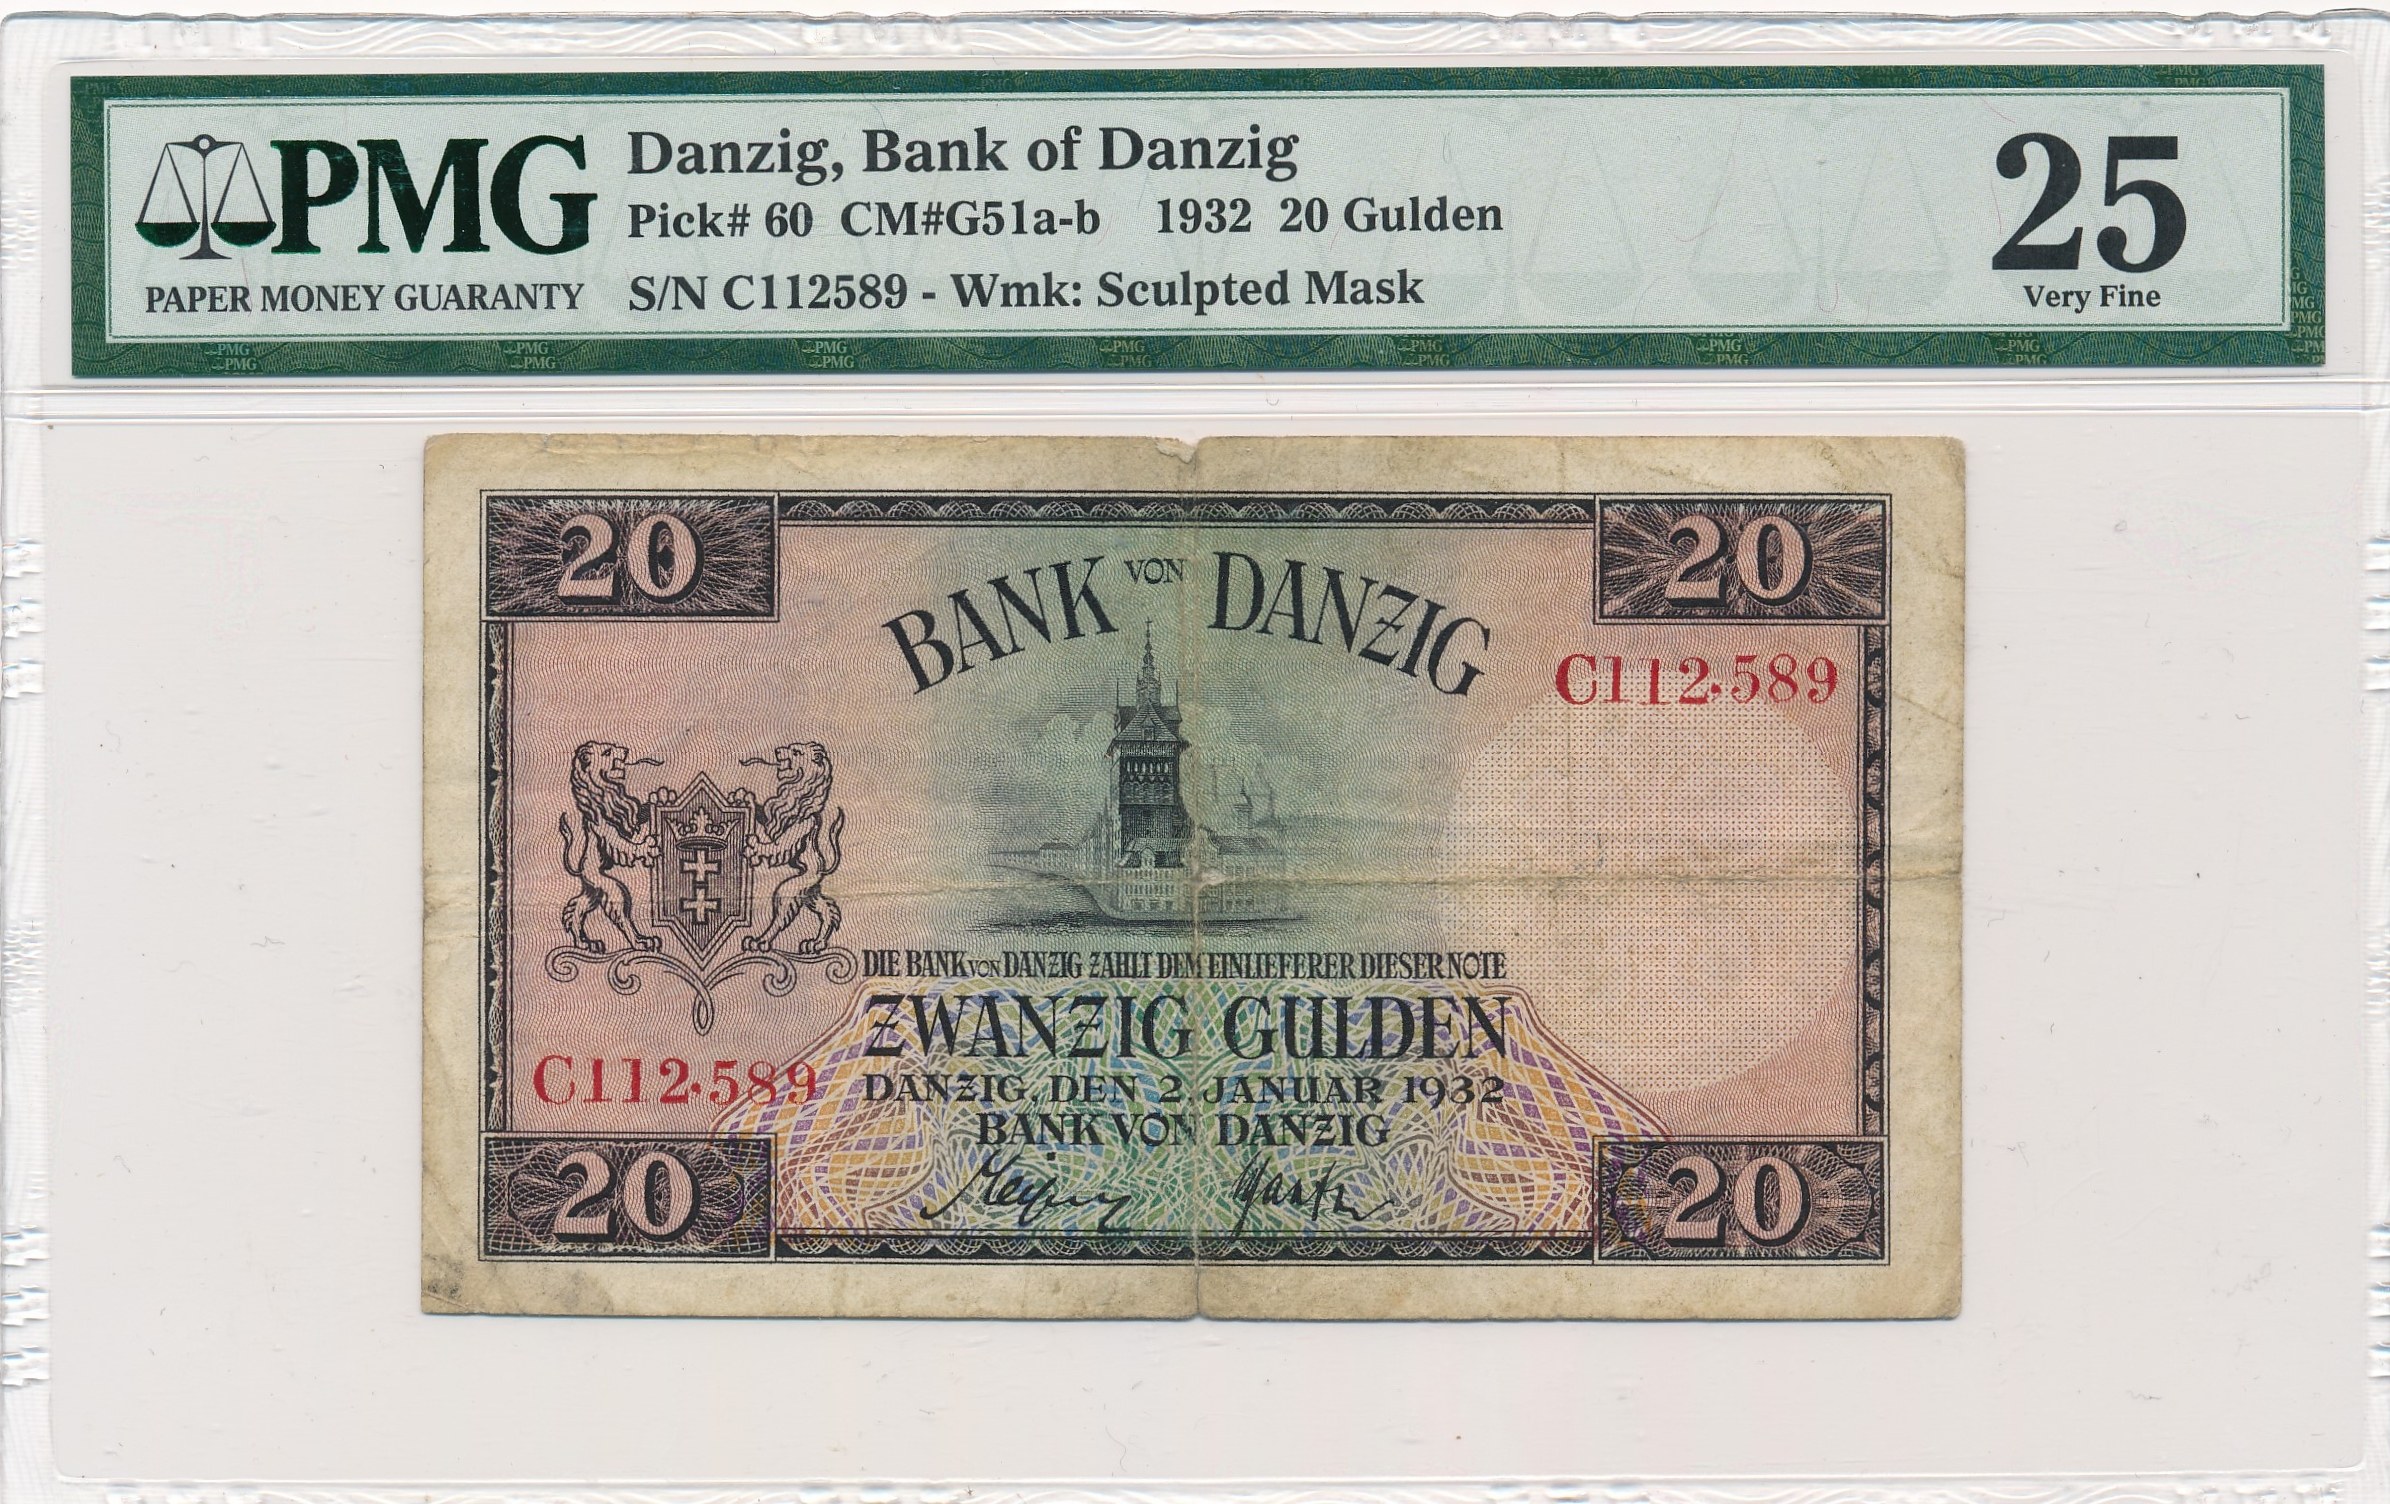 PMG
PAPER MONEY GUARANTY
Danzig, Bank of Danzig
Pick# 60 CM#G51a-b 1932 20 Gulden
S/N C112589 - Wmk: Sculpted Mask
25
Very Fine
20
20
BANK VON DANZIG
C112.589
DIE BANK VON DANZIG ZAHLT DEM EINLIEFERER DIESER NOTE
ZWANZIG GULDEN
C112.589
DANZIG, DEN 2. JANUAR 1932
BANK VON DANZIG
20
20